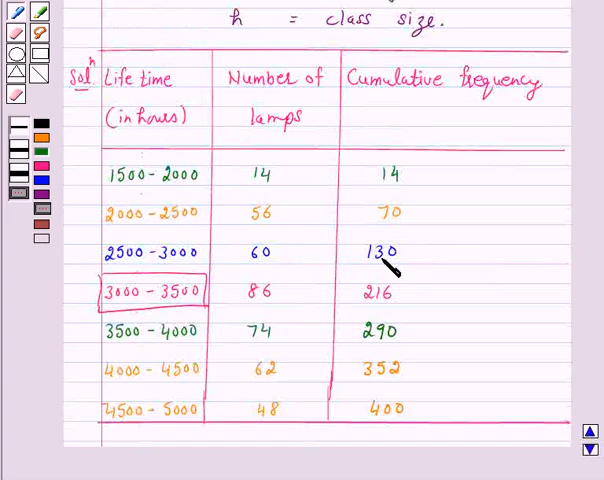 h = class size.
Solⁿ Life time Number of Cumulative frequency
(in hours) lamps
1500 - 2000 14 14
2000 - 2500 56 70
2500 - 3000 60 130
3000 - 3500 86 216
3500 - 4000 74 290
4000 - 4500 62 352
4500 - 5000 48 400